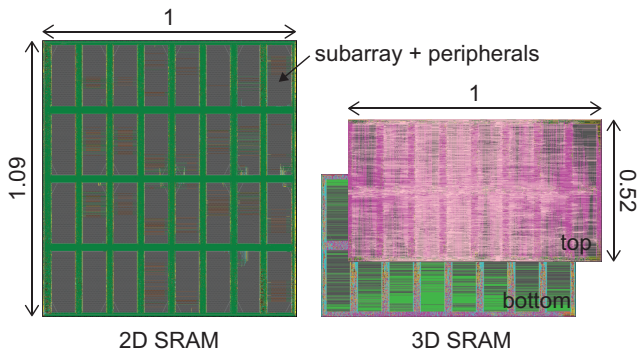 1
subarray + peripherals
1.09
1
0.52
top
bottom
2D SRAM
3D SRAM